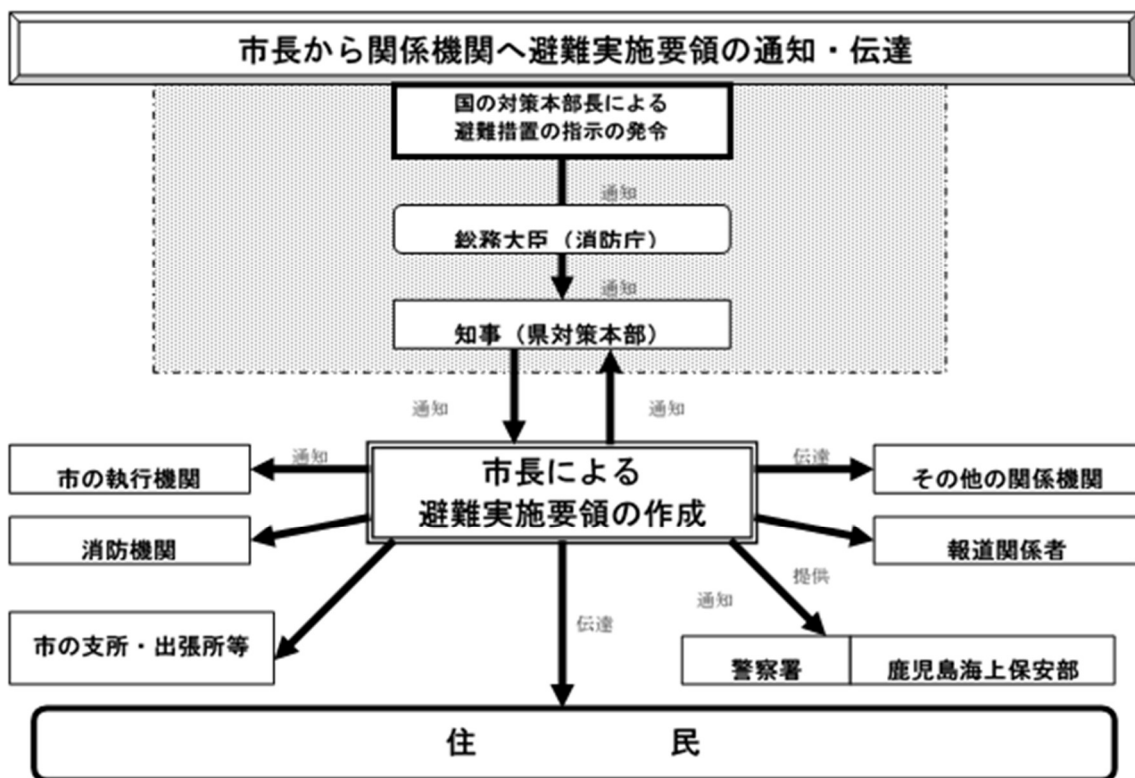 市長から関係機関へ避難実施要領の通知・伝達
国の対策本部長による
避難措置の指示の発令
通知
総務大臣（消防庁）
通知
知事（県対策本部）
通知
通知
市の執行機関
通知
市長による
避難実施要領の作成
伝達
その他の関係機関
消防機関
報道関係者
提供
通知
伝達
市の支所・出張所等
警察署
鹿児島海上保安部
住　民